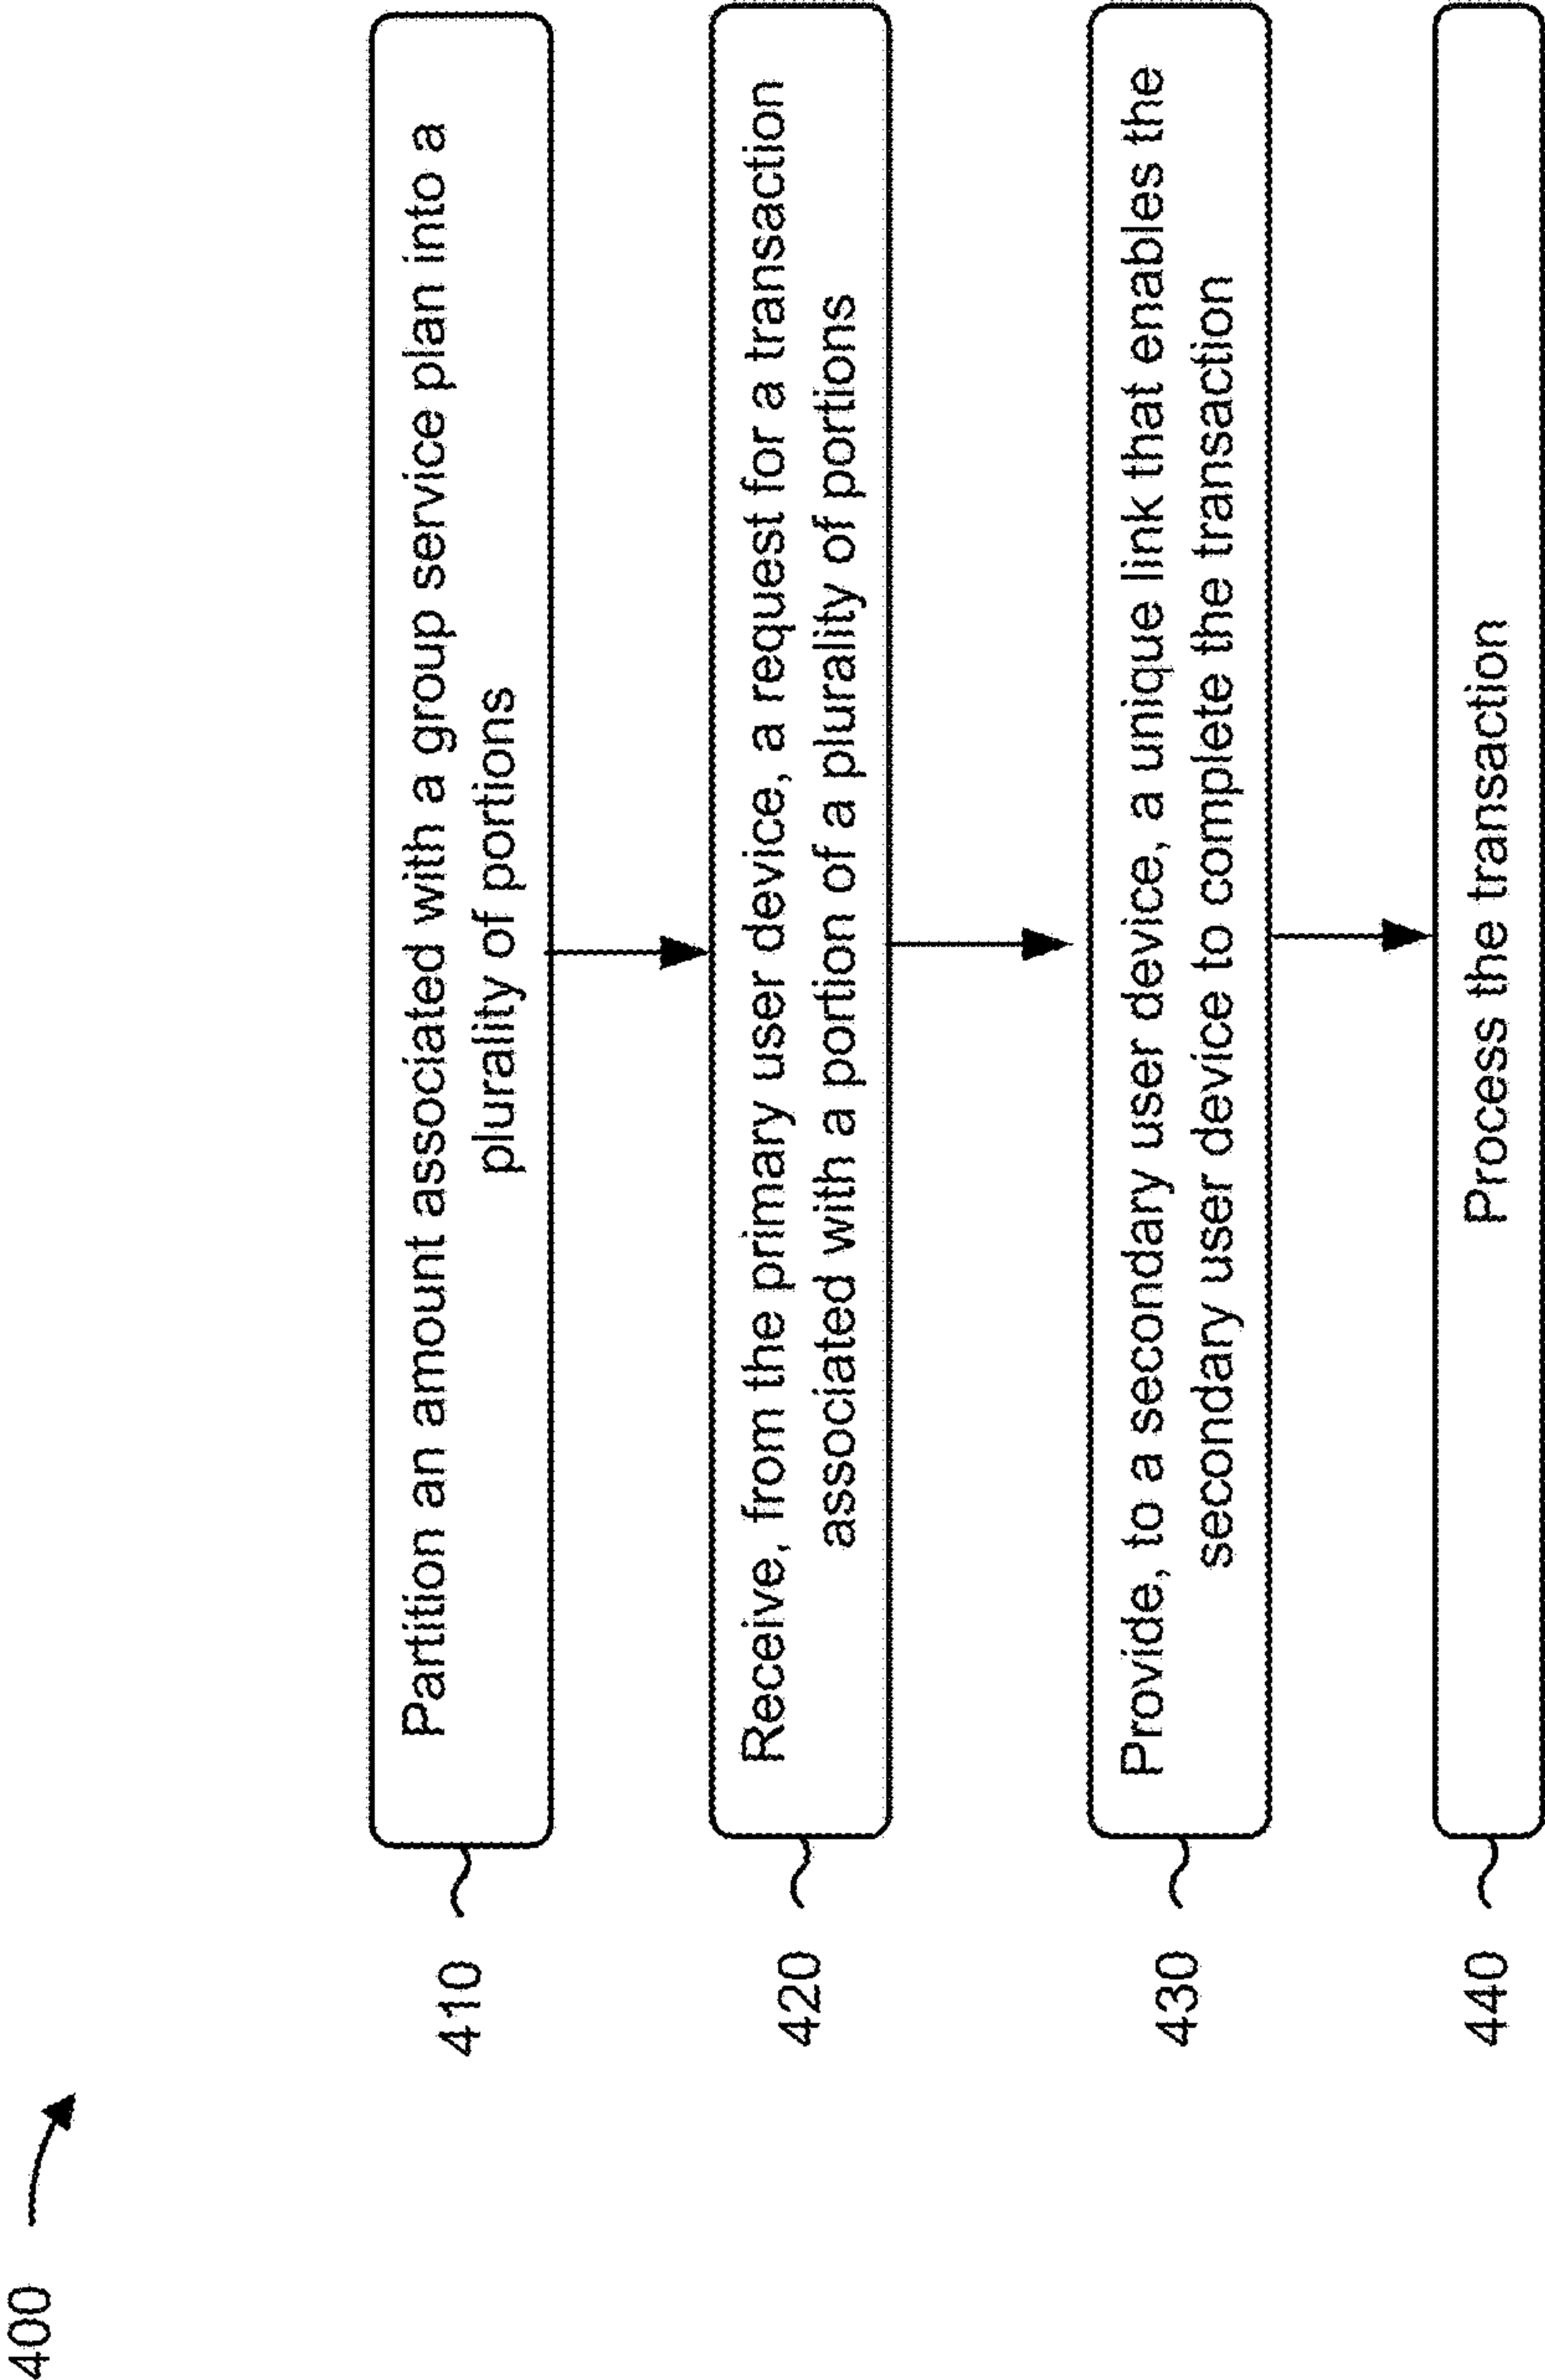 400
410
Partition an amount associated with a group service plan into a
plurality of portions
420
Receive, from the primary user device, a request for a transaction
associated with a portion of a plurality of portions
430
Provide, to a secondary user device, a unique link that enables the
secondary user device to complete the transaction
440
Process the transaction